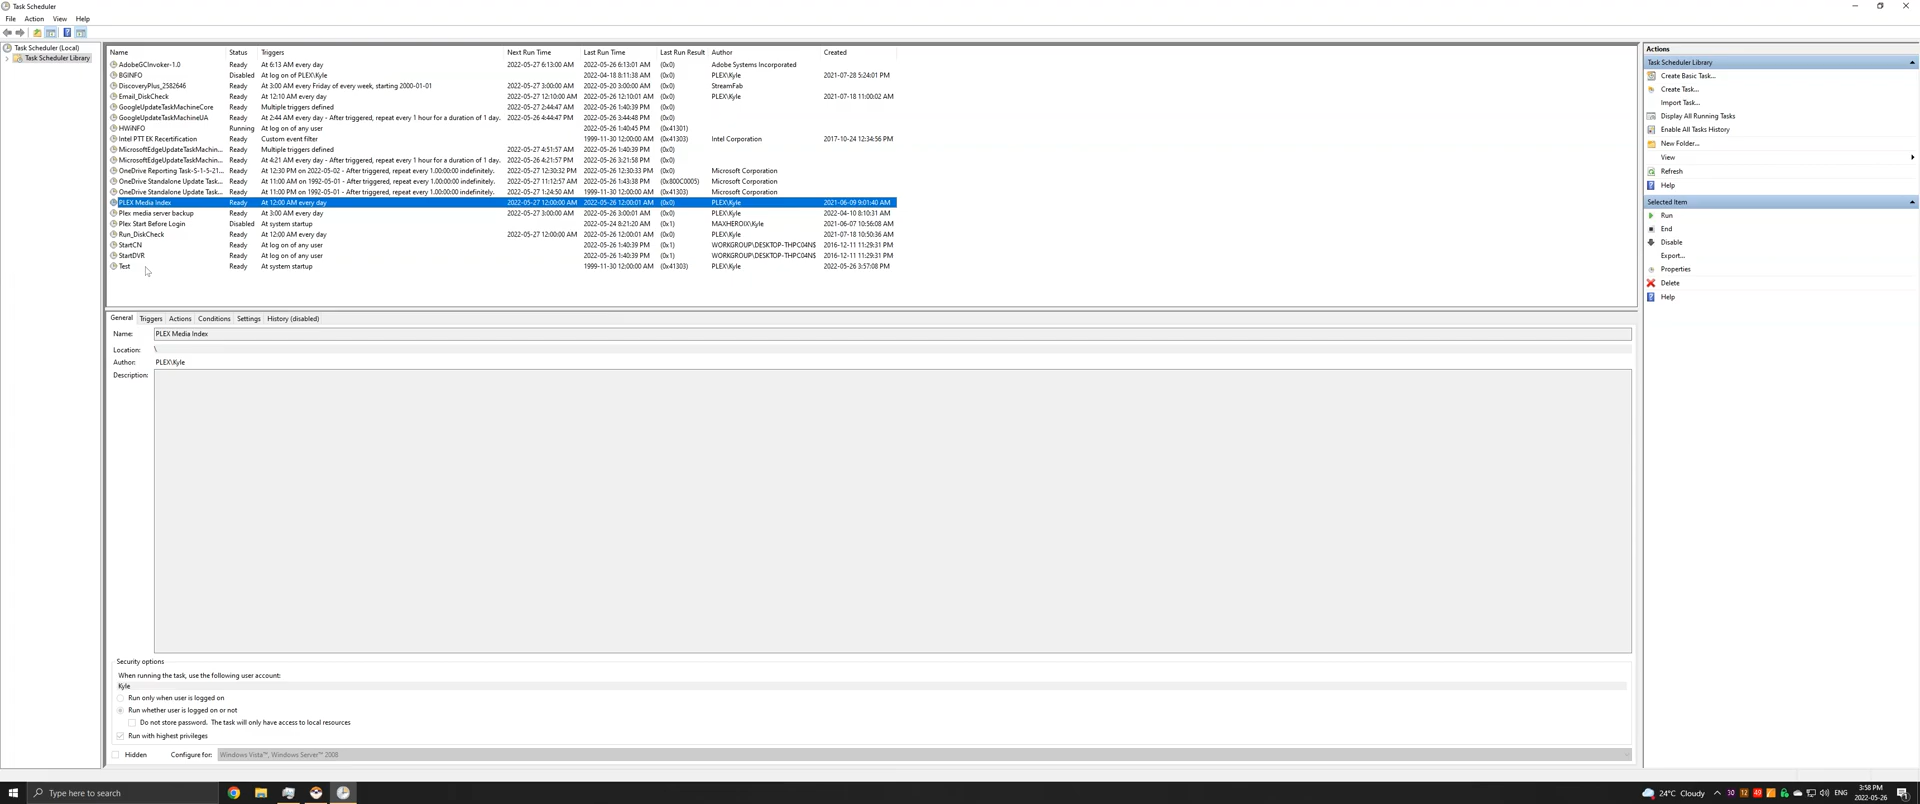 Task Scheduler
File Action View Help
Task Scheduler (Local)
Task Scheduler Library
Name Status Triggers Next Run Time Last Run Time Last Run Result Author Created
AdobeGCInvoker-1.0 Ready At 6:13 AM every day 2022-05-27 6:13:00 AM 2022-05-26 6:13:01 AM (0x0) Adobe Systems Incorporated
BGINFO Disabled At log on of PLEX\Kyle 2022-04-18 8:11:38 AM (0x0) PLEX\Kyle 2021-07-28 5:24:01 PM
DiscoveryPlus_2582646 Ready At 3:00 AM every Friday of every week, starting 2000-01-01 2022-05-27 3:00:00 AM 2022-05-20 3:00:00 AM (0x0) StreamFab
Email_DiskCheck Ready At 12:10 AM every day 2022-05-27 12:10:00 AM 2022-05-26 12:10:01 AM (0x0) PLEX\Kyle 2021-07-18 11:00:02 AM
GoogleUpdateTaskMachineCore Ready Multiple triggers defined 2022-05-27 2:44:47 AM 2022-05-26 1:40:39 PM (0x0)
GoogleUpdateTaskMachineUA Ready At 2:44 AM every day - After triggered, repeat every 1 hour for a duration of 1 day. 2022-05-26 4:44:47 PM 2022-05-26 3:44:48 PM (0x0)
HWiNFO Running At log on of any user 2022-05-26 1:40:45 PM (0x41301)
Intel PTT EK Recertification Ready Custom event filter 1999-11-30 12:00:00 AM (0x41303) Intel Corporation 2017-10-24 12:34:56 PM
MicrosoftEdgeUpdateTaskMachin... Ready Multiple triggers defined 2022-05-27 4:51:57 AM 2022-05-26 1:40:39 PM (0x0)
MicrosoftEdgeUpdateTaskMachin... Ready At 4:21 AM every day - After triggered, repeat every 1 hour for a duration of 1 day. 2022-05-26 4:21:57 PM 2022-05-26 3:21:58 PM (0x0)
OneDrive Reporting Task-S-1-5-21... Ready At 12:30 PM on 2022-05-02 - After triggered, repeat every 1.00:00:00 indefinitely. 2022-05-27 12:30:32 PM 2022-05-26 12:30:33 PM (0x0) Microsoft Corporation
OneDrive Standalone Update Task... Ready At 11:00 AM on 1992-05-01 - After triggered, repeat every 1.00:00:00 indefinitely. 2022-05-27 11:12:57 AM 2022-05-26 1:43:38 PM (0x800C0005) Microsoft Corporation
OneDrive Standalone Update Task... Ready At 11:00 PM on 1992-05-01 - After triggered, repeat every 1.00:00:00 indefinitely. 2022-05-27 1:24:50 AM 1999-11-30 12:00:00 AM (0x41303) Microsoft Corporation
PLEX Media Index Ready At 12:00 AM every day 2022-05-27 12:00:00 AM 2022-05-26 12:00:01 AM (0x0) PLEX\Kyle 2021-06-09 9:01:40 AM
Plex media server backup Ready At 3:00 AM every day 2022-05-27 3:00:00 AM 2022-05-26 3:00:01 AM (0x0) PLEX\Kyle 2022-04-10 8:10:31 AM
Plex Start Before Login Disabled At system startup 2022-05-24 8:21:20 AM (0x1) MAXHEROIX\Kyle 2021-06-07 10:56:08 AM
Run_DiskCheck Ready At 12:00 AM every day 2022-05-27 12:00:00 AM 2022-05-26 12:00:01 AM (0x0) PLEX\Kyle 2021-07-18 10:50:36 AM
StartCN Ready At log on of any user 2022-05-26 1:40:39 PM (0x1) WORKGROUP\DESKTOP-THPC04N$ 2016-12-11 11:29:31 PM
StartDVR Ready At log on of any user 2022-05-26 1:40:39 PM (0x1) WORKGROUP\DESKTOP-THPC04N$ 2016-12-11 11:29:31 PM
Test Ready At system startup 1999-11-30 12:00:00 AM (0x41303) PLEX\Kyle 2022-05-26 3:57:08 PM
General Triggers Actions Conditions Settings History (disabled)
Name: PLEX Media Index
Location: \
Author: PLEX\Kyle
Description:
Security options
When running the task, use the following user account:
Kyle
Run only when user is logged on
Run whether user is logged on or not
Do not store password. The task will only have access to local resources
Run with highest privileges
Hidden Configure for: Windows Vista™, Windows Server™ 2008
Actions
Task Scheduler Library
Create Basic Task...
Create Task...
Import Task...
Display All Running Tasks
Enable All Tasks History
New Folder...
View
Refresh
Help
Selected Item
Run
End
Disable
Export...
Properties
Delete
Help
Type here to search
24°C Cloudy 30 12 49 ENG 3:58 PM
2022-05-26